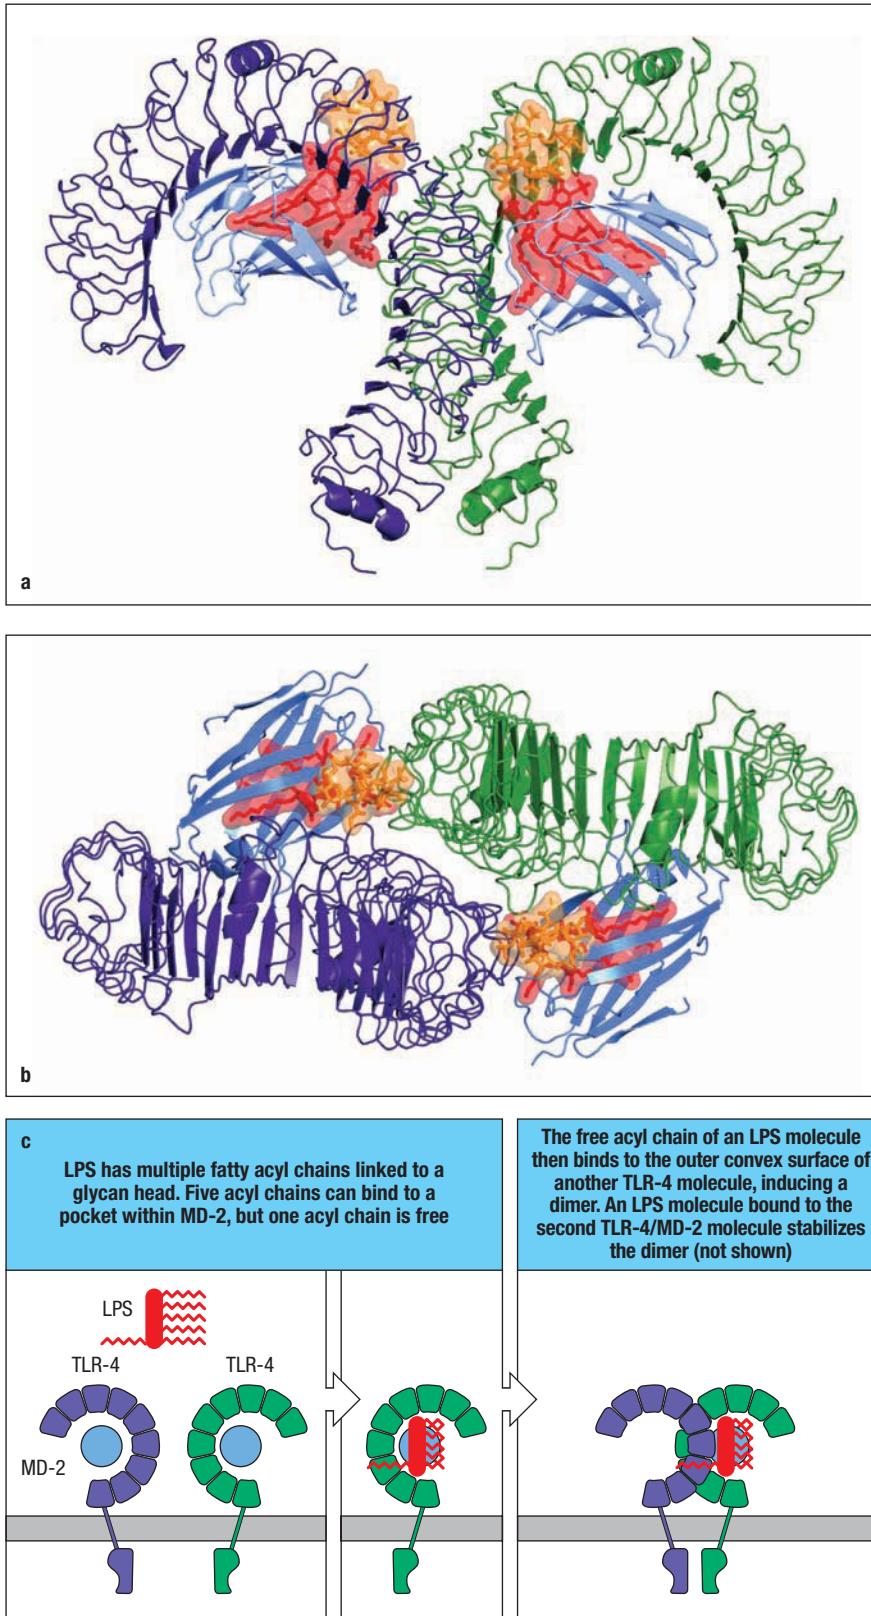 a
b
c
LPS has multiple fatty acyl chains linked to a
glycan head. Five acyl chains can bind to a
pocket within MD-2, but one acyl chain is free
The free acyl chain of an LPS molecule
then binds to the outer convex surface of
another TLR-4 molecule, inducing a
dimer. An LPS molecule bound to the
second TLR-4/MD-2 molecule stabilizes
the dimer (not shown)
LPS
TLR-4
TLR-4
MD-2